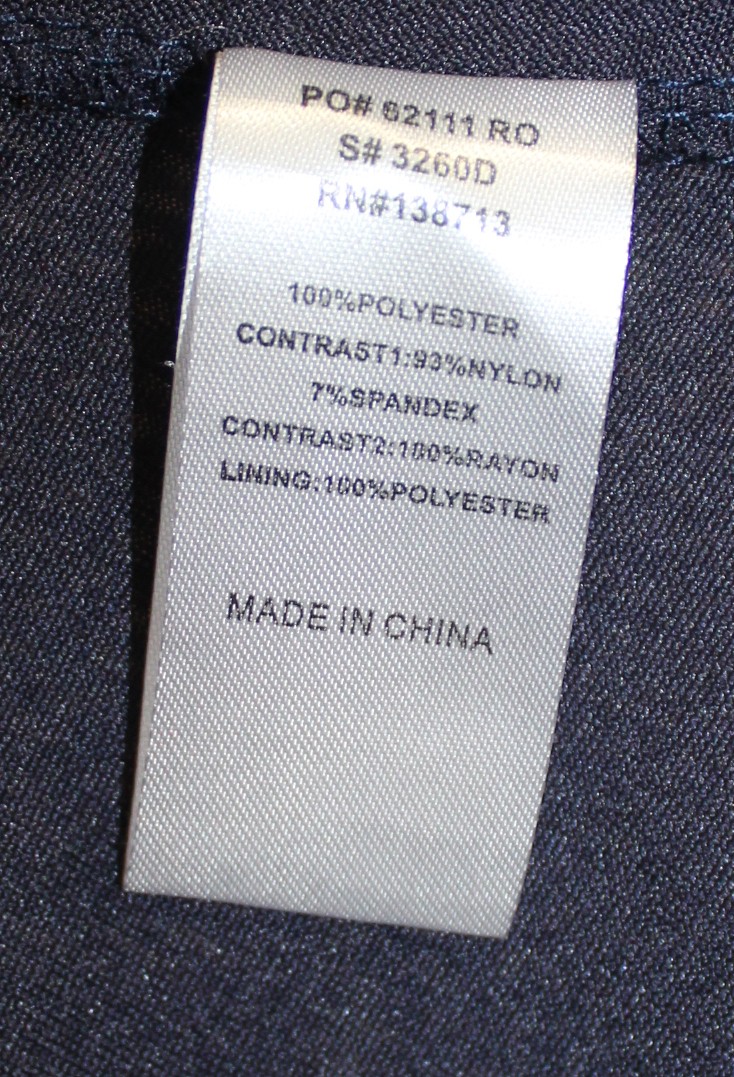 PO# 62111 RO
S# 3260D
RN#138713
100%POLYESTER
CONTRAST1:93%NYLON
7%SPANDEX
CONTRAST2:100%RAYON
LINING:100%POLYESTER
MADE IN CHINA